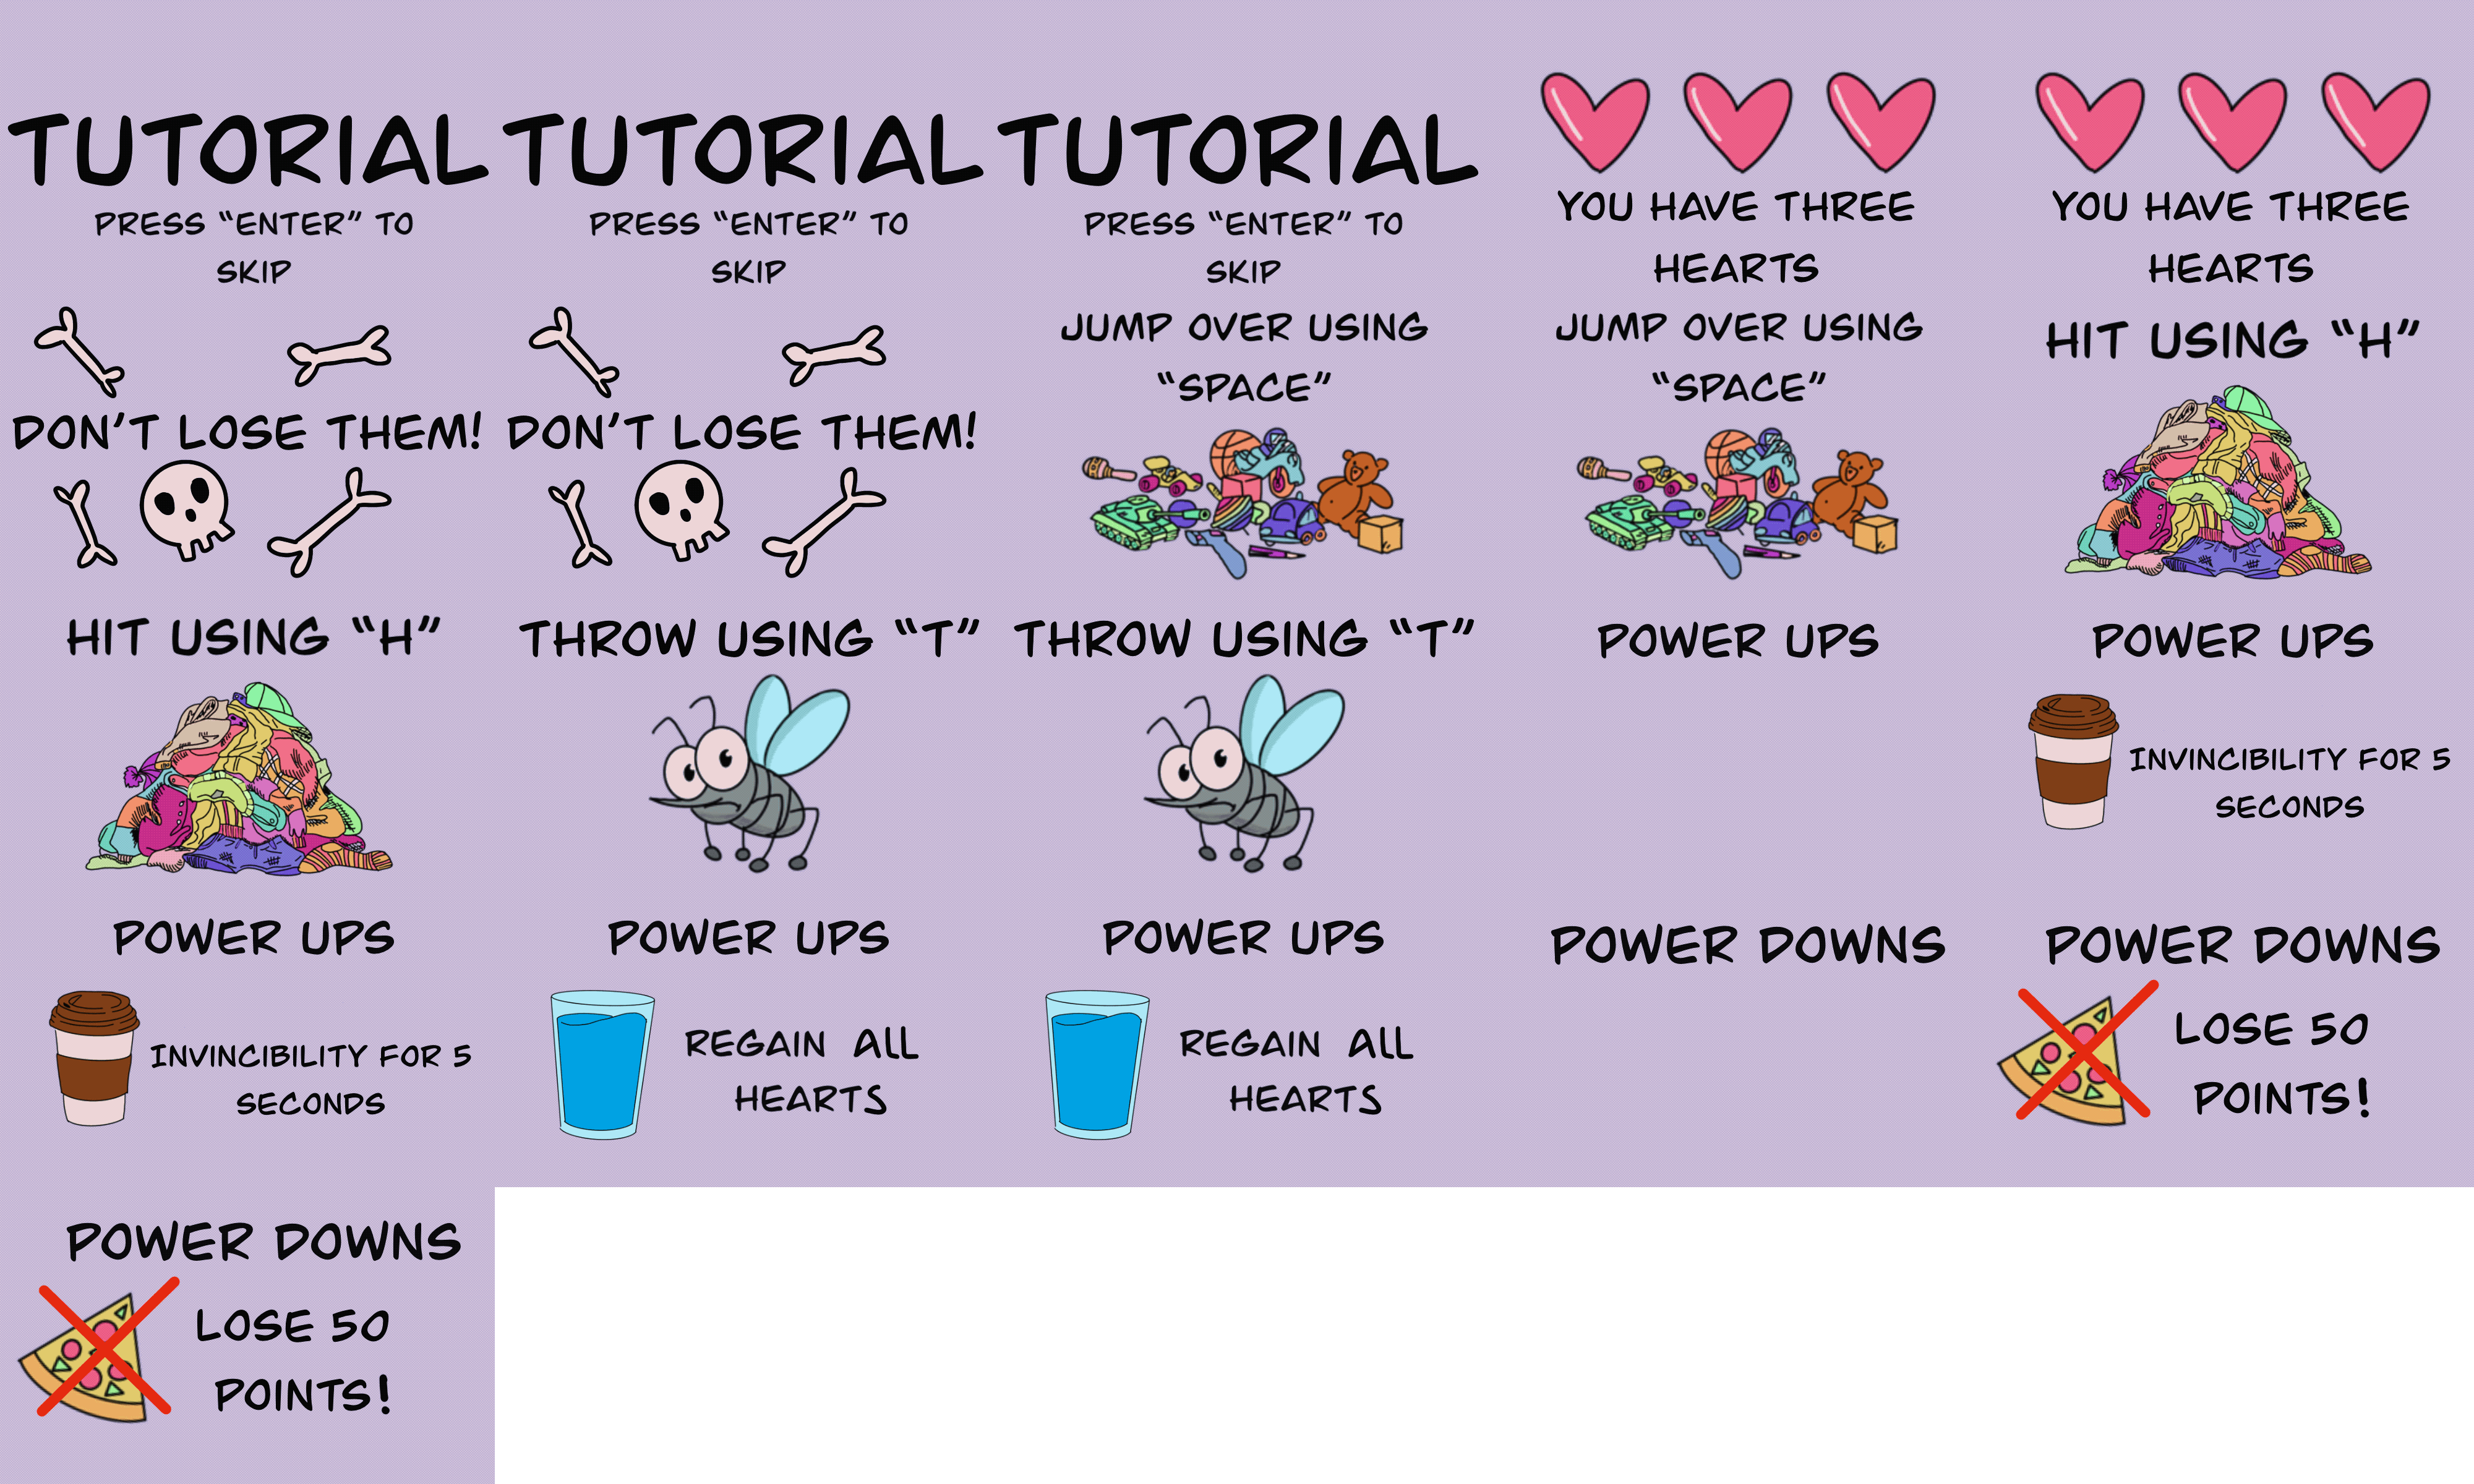 TUTORIAL
PRESS “ENTER” TO
SKIP
TUTORIAL
PRESS “ENTER” TO
SKIP
TUTORIAL
PRESS “ENTER” TO
SKIP
YOU HAVE THREE
HEARTS
YOU HAVE THREE
HEARTS
DON’T LOSE THEM!
DON’T LOSE THEM!
JUMP OVER USING
“SPACE”
JUMP OVER USING
“SPACE”
HIT USING “H”
HIT USING “H”
THROW USING “T”
THROW USING “T”
POWER UPS
POWER UPS
INVINCIBILITY FOR 5
SECONDS
POWER UPS
INVINCIBILITY FOR 5
SECONDS
POWER UPS
REGAIN ALL
HEARTS
POWER UPS
REGAIN ALL
HEARTS
POWER DOWNS
POWER DOWNS
LOSE 50
POINTS!
POWER DOWNS
LOSE 50
POINTS!